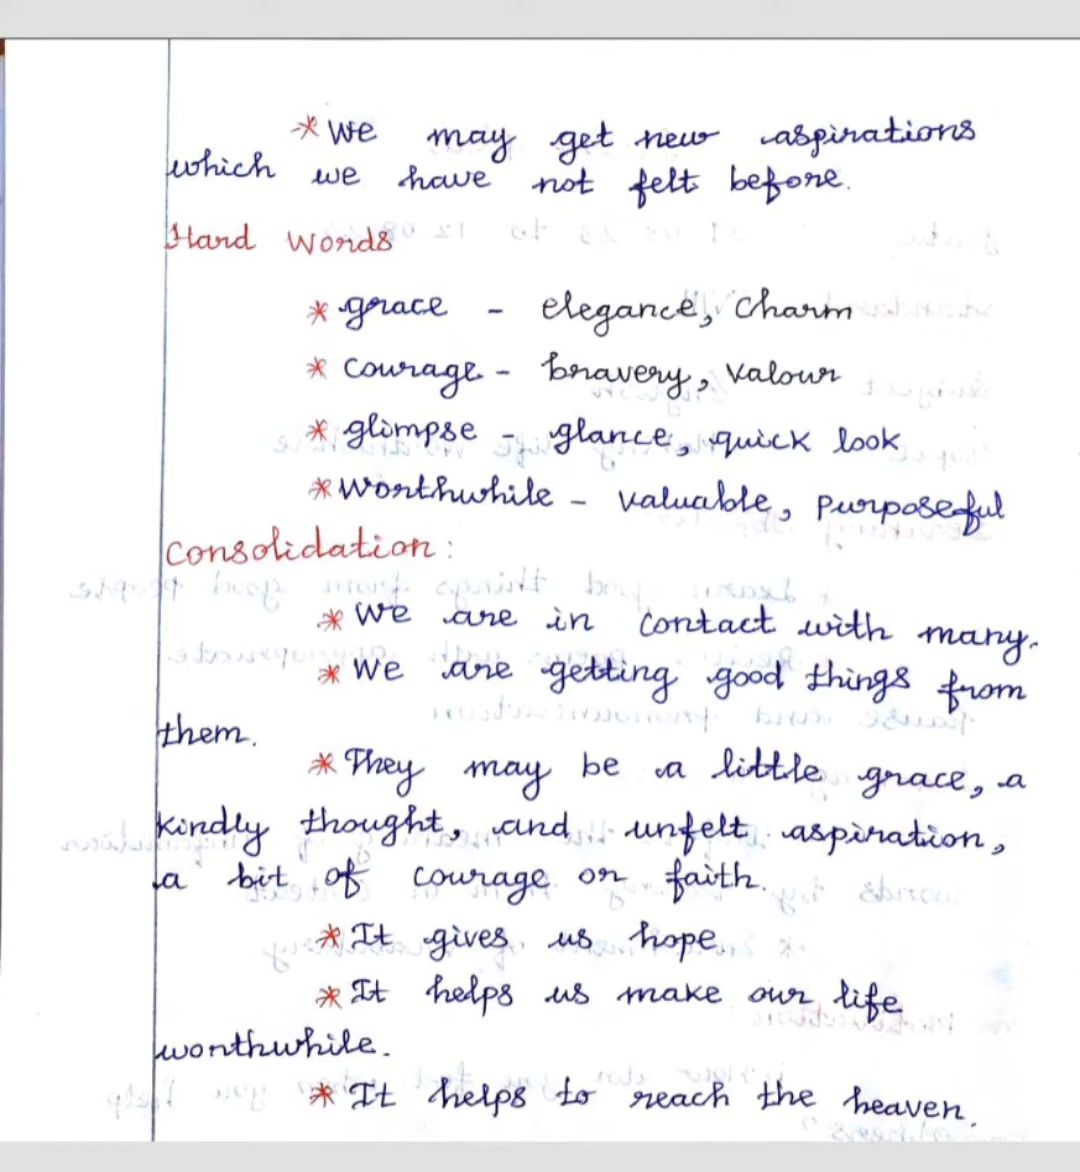 * We may get new aspirations
which we have not felt before.
Hard Words
* grace - elegance, Charm
* Courage - bravery, Valour
* glimpse - glance, quick look
* Worthwhile - valuable, Purposeful
Consolidation:
* We are in Contact with many.
* We are getting good things from
them.
* They may be a little grace, a
kindly thought, and unfelt aspiration,
a bit of courage or faith.
* It gives us hope.
* It helps us make our life
worthwhile.
* It helps to reach the heaven.